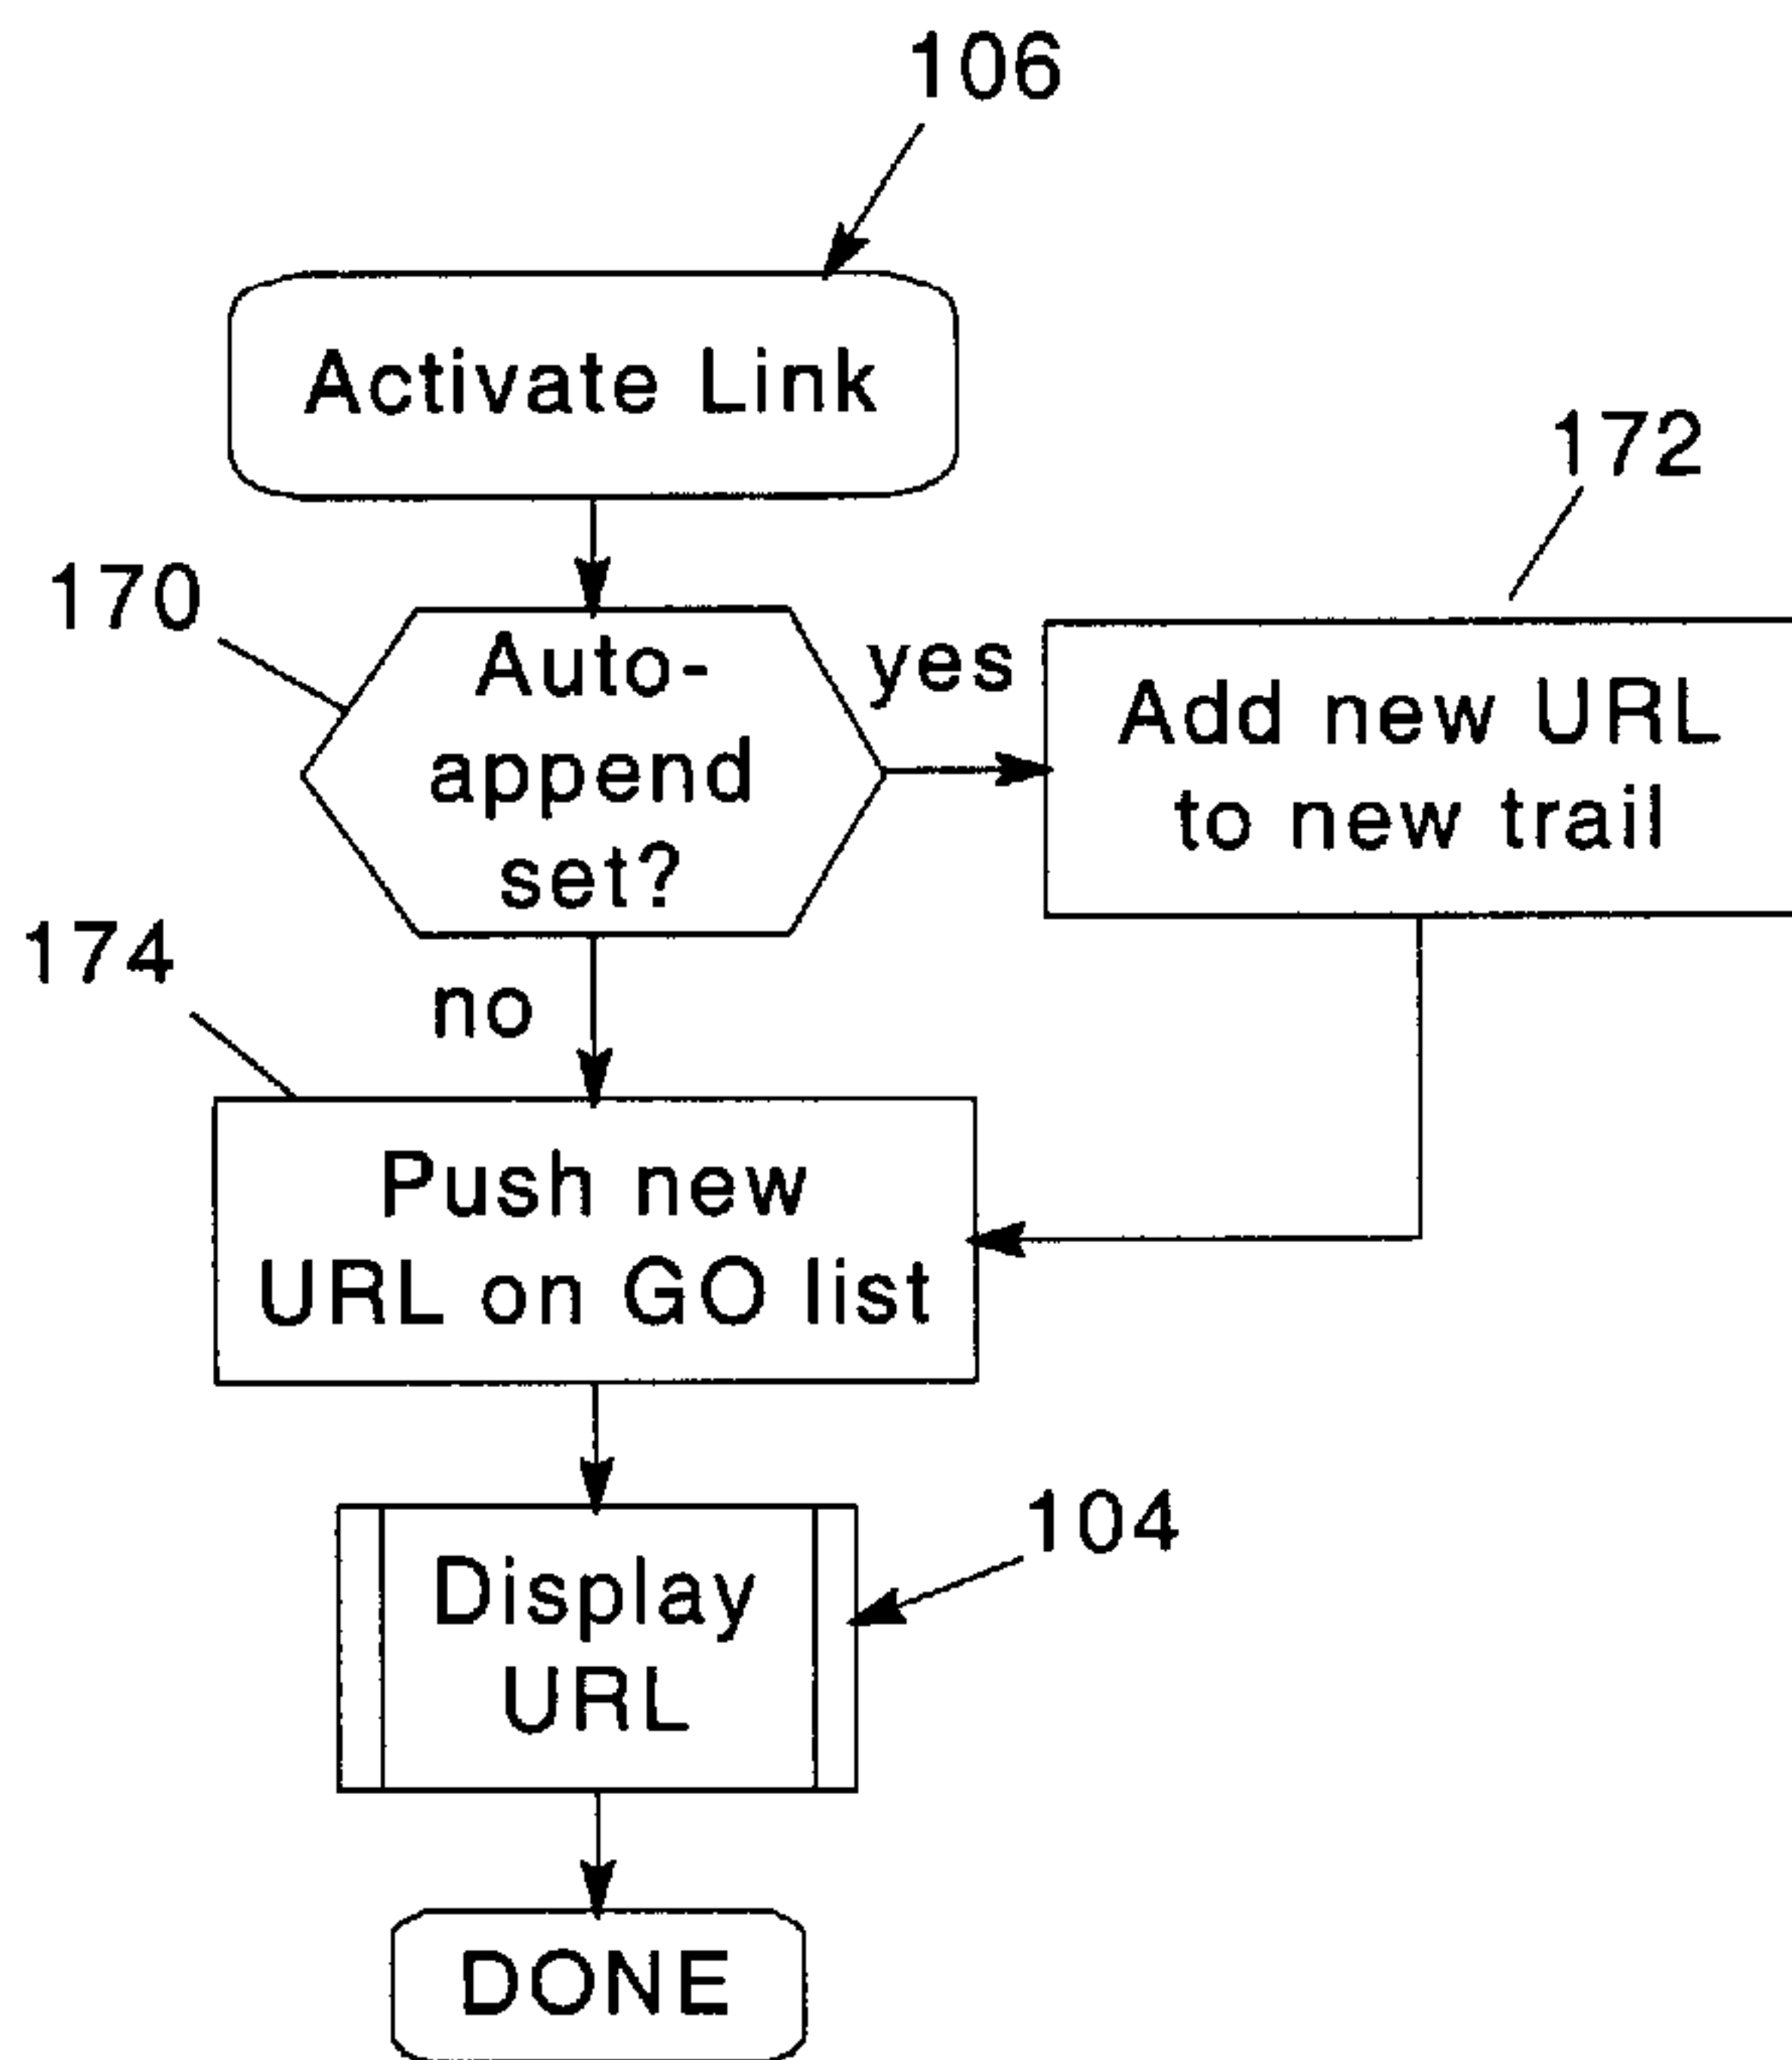 106
Activate Link
172
170
Auto-
append
set?
yes
Add new URL
to new trail
174
no
Push new
URL on GO list
104
Display
URL
DONE